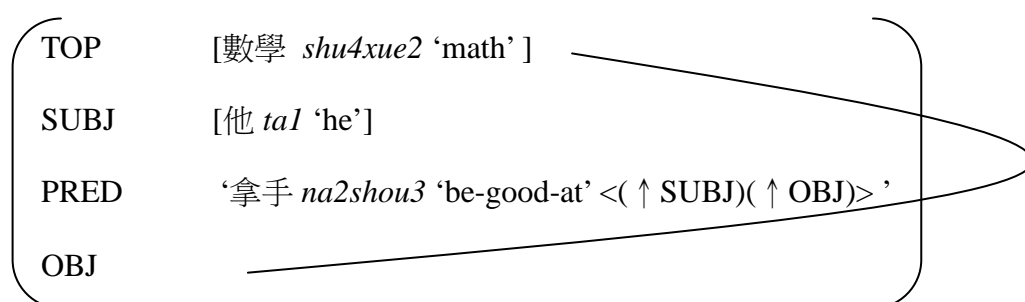 TOP [數學 shu4xue2 ‘math’ ]
SUBJ [他 ta1 ‘he’]
PRED ‘拿手 na2shou3 ‘be-good-at’ <(↑SUBJ)(↑OBJ)> ’
OBJ